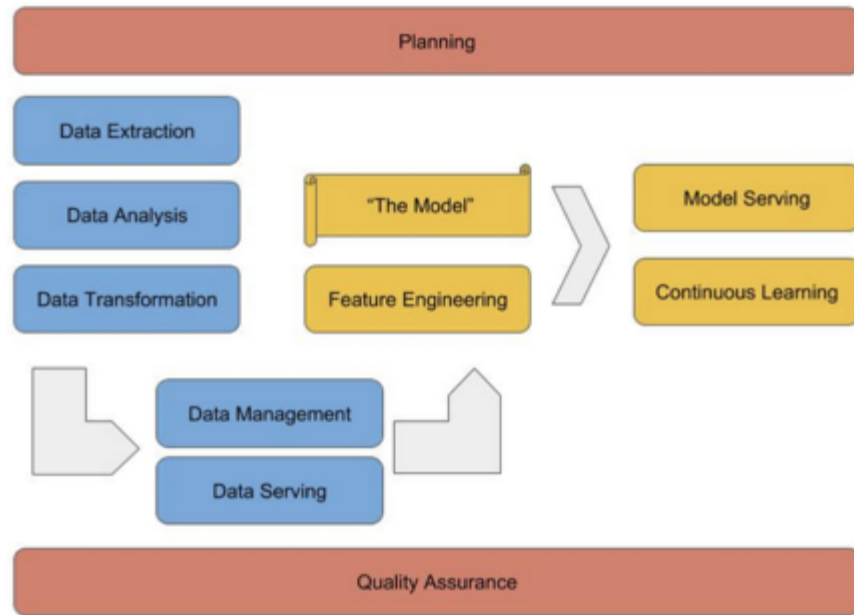 Planning
Data Extraction
Data Analysis
Data Transformation
“The Model”
Feature Engineering
Model Serving
Continuous Learning
Data Management
Data Serving
Quality Assurance